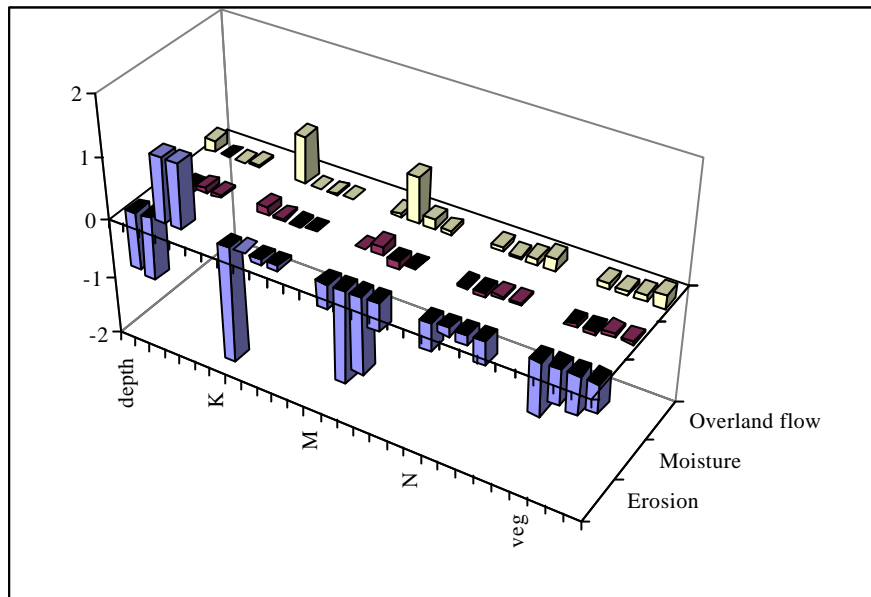 2
1
0
-1
-2
depth
K
M
N
veg
Overland flow
Moisture
Erosion